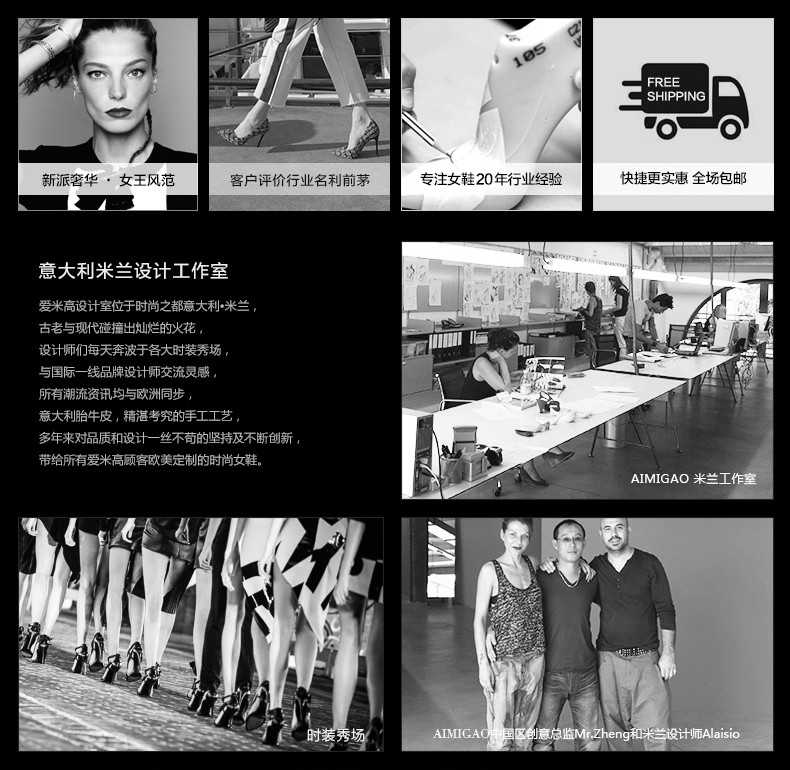 新派奢华 · 女王风范
客户评价行业名利前茅
105
专注女鞋20年行业经验
FREE
SHIPPING
快捷更实惠 全场包邮
意大利米兰设计工作室
爱米高设计室位于时尚之都意大利•米兰，
古老与现代碰撞出灿烂的火花，
设计师们每天奔波于各大时装秀场，
与国际一线品牌设计师交流灵感，
所有潮流资讯均与欧洲同步，
意大利胎牛皮，精湛考究的手工工艺，
多年来对品质和设计一丝不苟的坚持及不断创新，
带给所有爱米高顾客欧美定制的时尚女鞋。
AIMIGAO 米兰工作室
时装秀场
AIMIGAO中国区创意总监Mr.Zheng和米兰设计师Alaisio